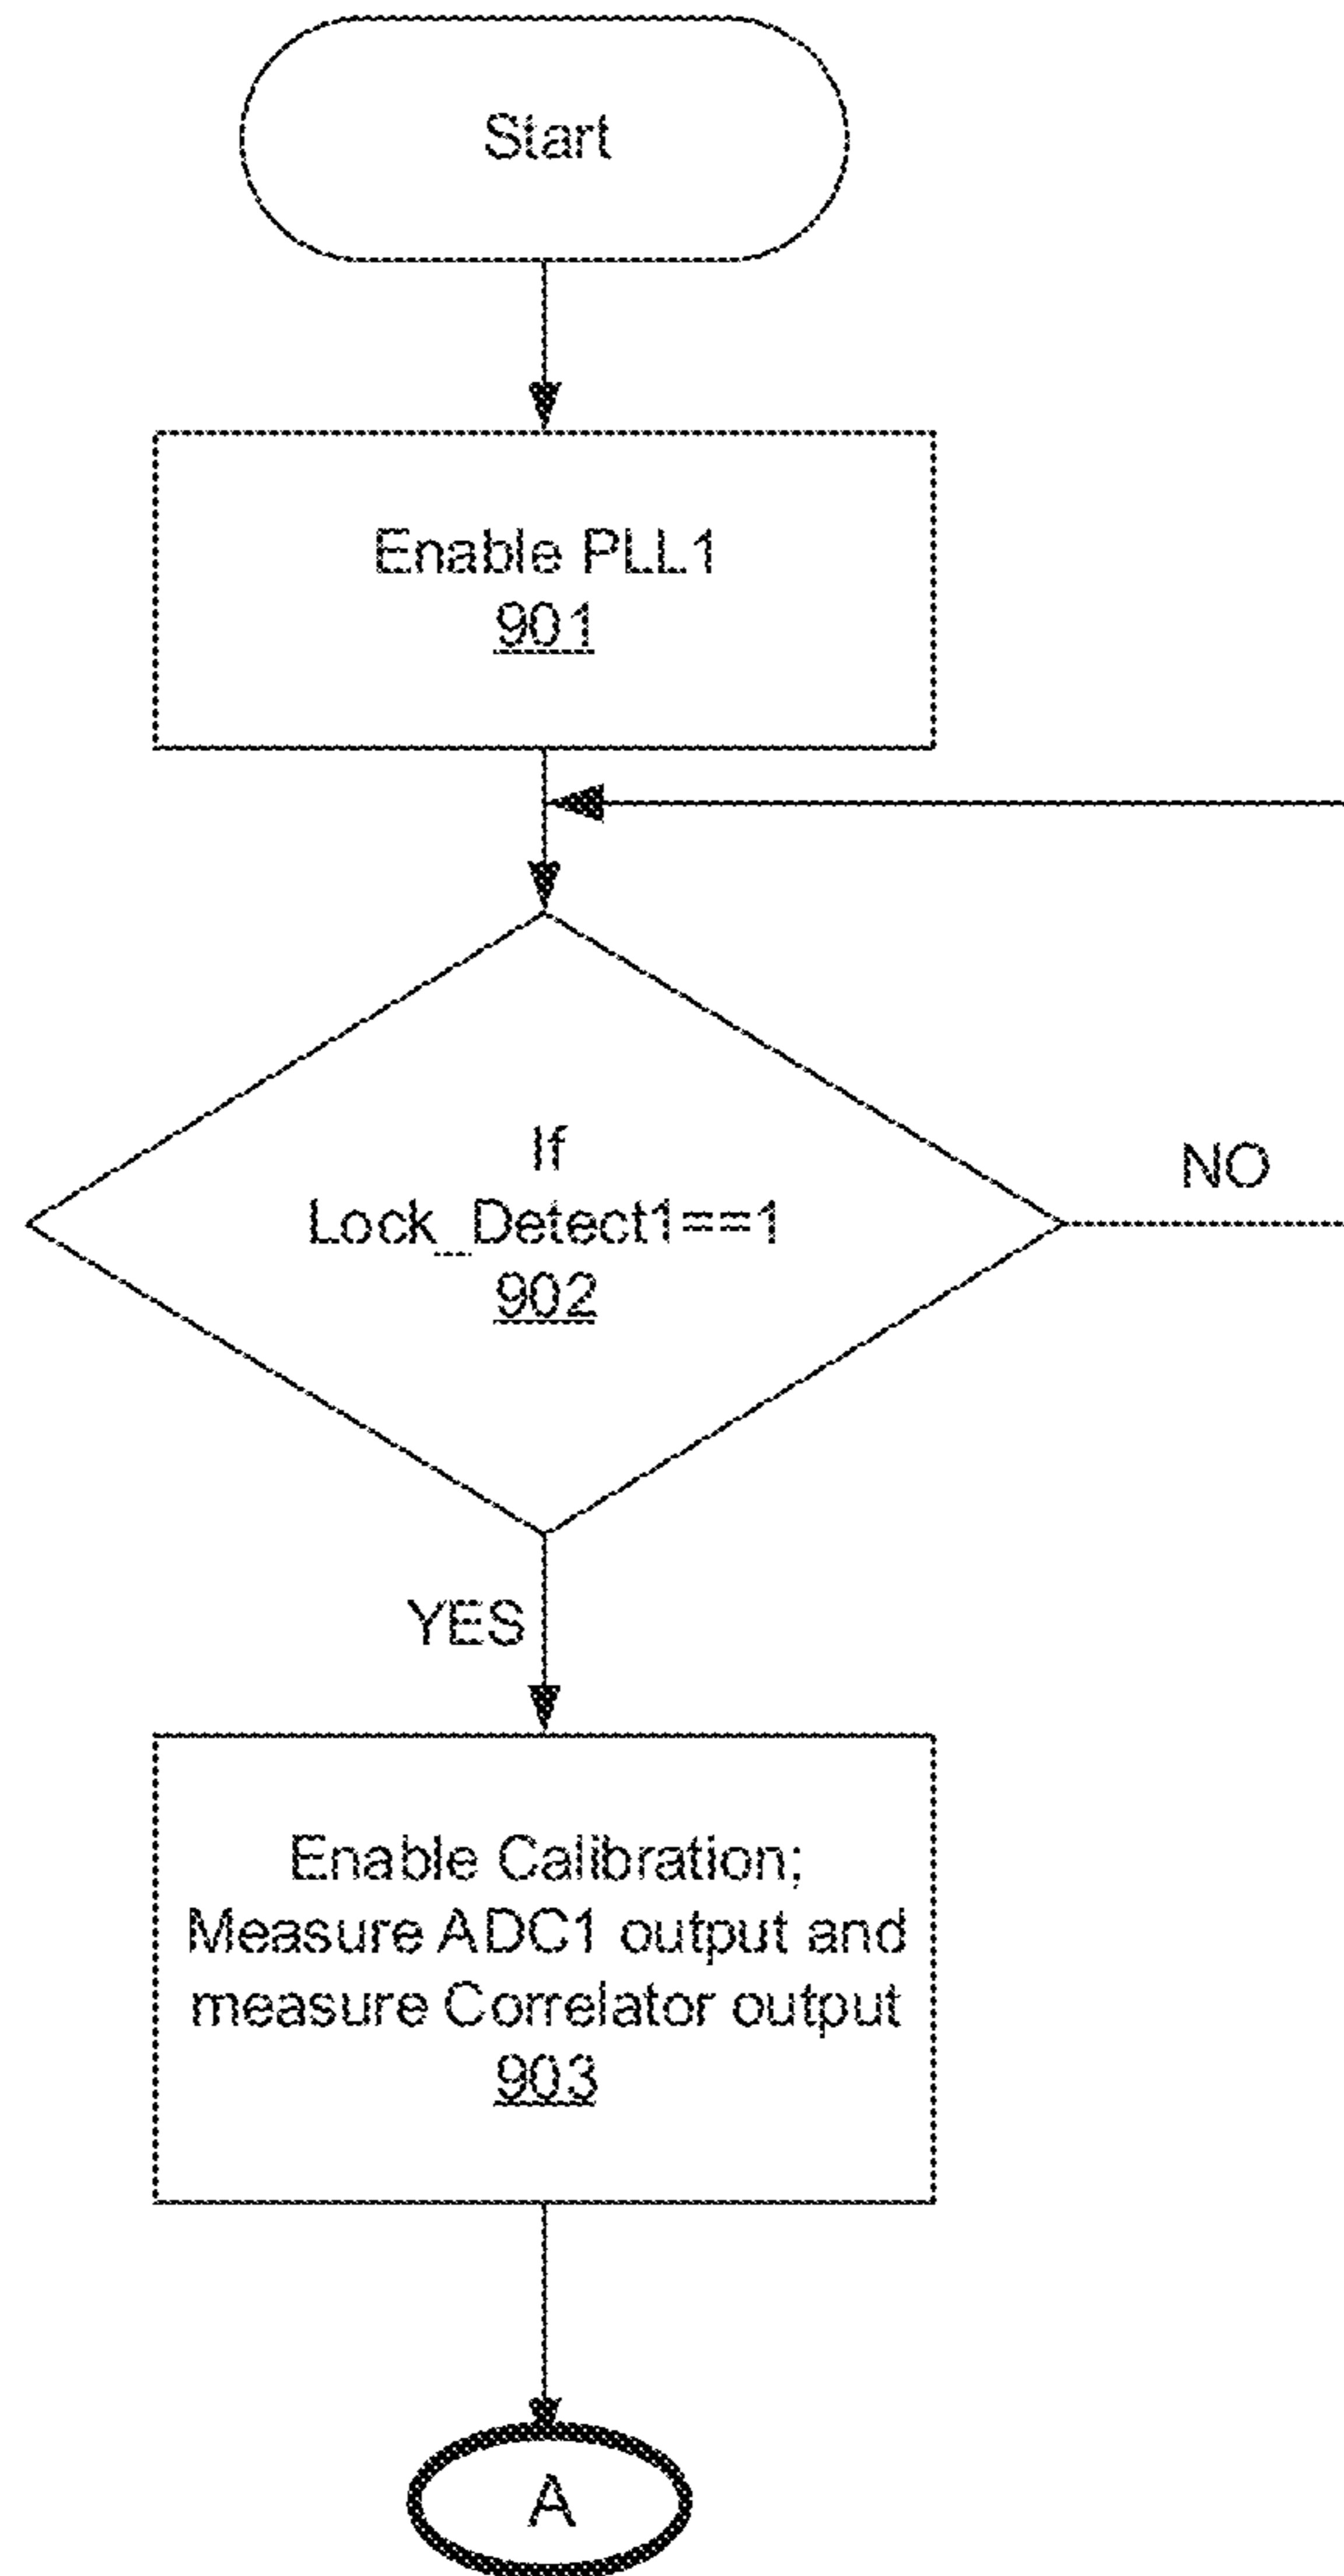 Start
Enable PLL1
901
If
Lock_Detect1==1
902
NO
YES
Enable Calibration;
Measure ADC1 output and
measure Correlator output
903
A